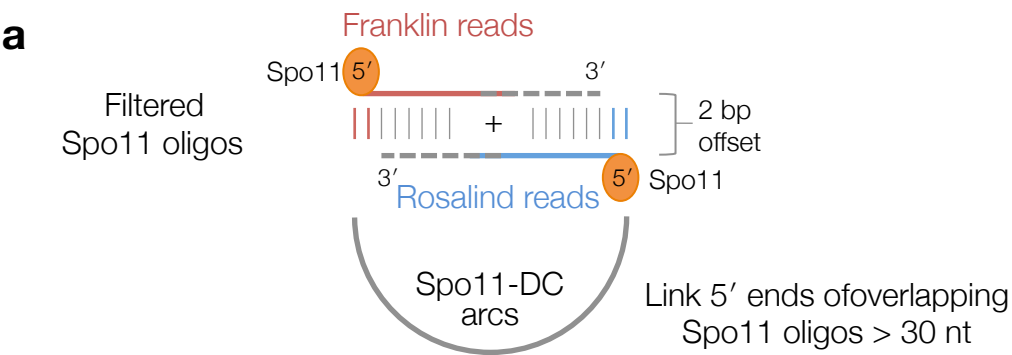 a
Franklin reads
Spo11 5′
3′
Filtered
Spo11 oligos
+
2 bp
offset
3′
5′ Spo11
Rosalind reads
Spo11-DC
arcs
Link 5′ ends ofoverlapping
Spo11 oligos > 30 nt